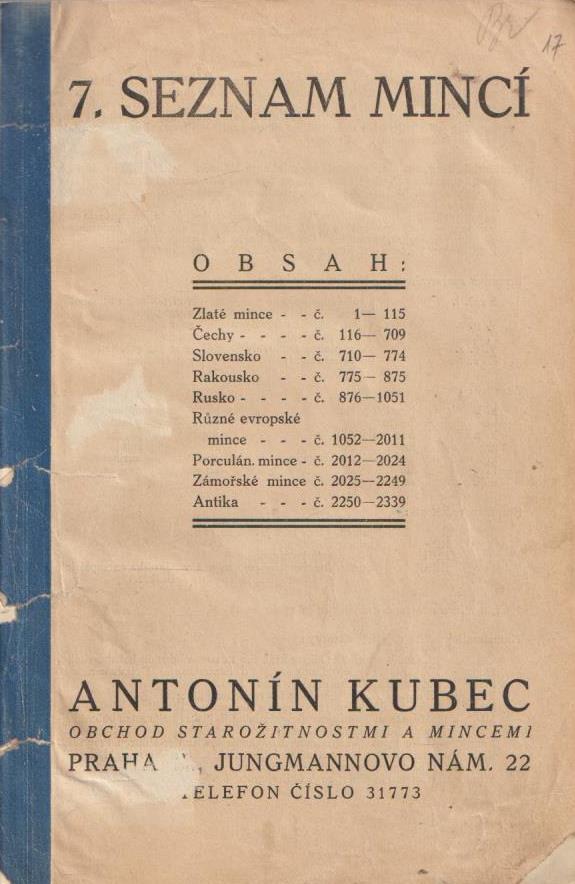 17
7. SEZNAM MINCÍ
OBSAH:
Zlaté mince - - č. 1— 115
Čechy - - - - č. 116— 709
Slovensko - - č. 710— 774
Rakousko - - č. 775— 875
Rusko - - - - č. 876—1051
Různé evropské
mince - - - č. 1052—2011
Porculán. mince - č. 2012—2024
Zámořské mince č. 2025—2249
Antika - - - č. 2250—2339
ANTONÍN KUBEC
OBCHOD STAROŽITNOSTMI A MINCEMI
PRAHA , JUNGMANNOVO NÁM. 22
TELEFON ČÍSLO 31773